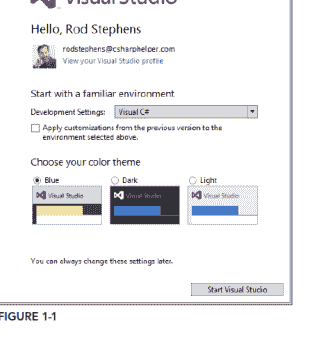 Visual Studio
Hello, Rod Stephens
rodstephens@csharphelper.com
View your Visual Studio profile
Start with a familiar environment
Development Settings: Visual C#
Apply customizations from the previous version to the
environment selected above.
Choose your color theme
Blue Dark Light
Visual Studio Visual Studio Visual Studio
You can always change these settings later.
Start Visual Studio
FIGURE 1-1